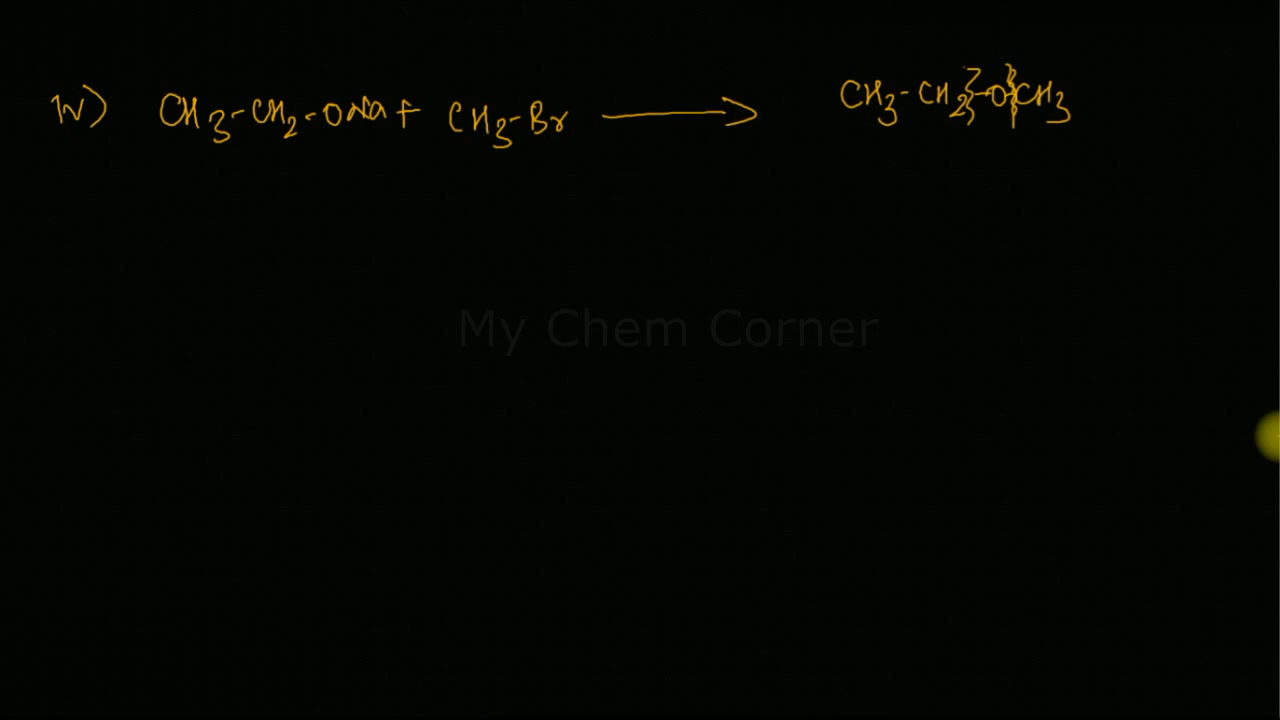 iv) CH3-CH2-ONa + CH3-Br ⟶ CH3-CH2-O-CH3
My Chem Corner